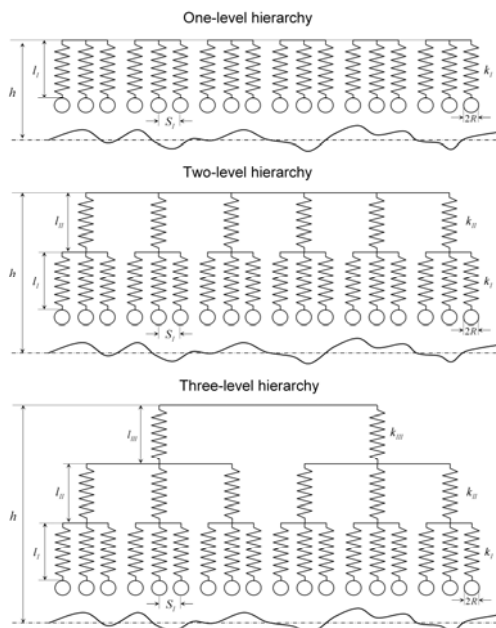 One-level hierarchy
l_I
k_I
h
S_I
2R
Two-level hierarchy
l_II
k_II
h
l_I
k_I
S_I
2R
Three-level hierarchy
l_III
k_III
l_II
k_II
h
l_I
k_I
S_I
2R